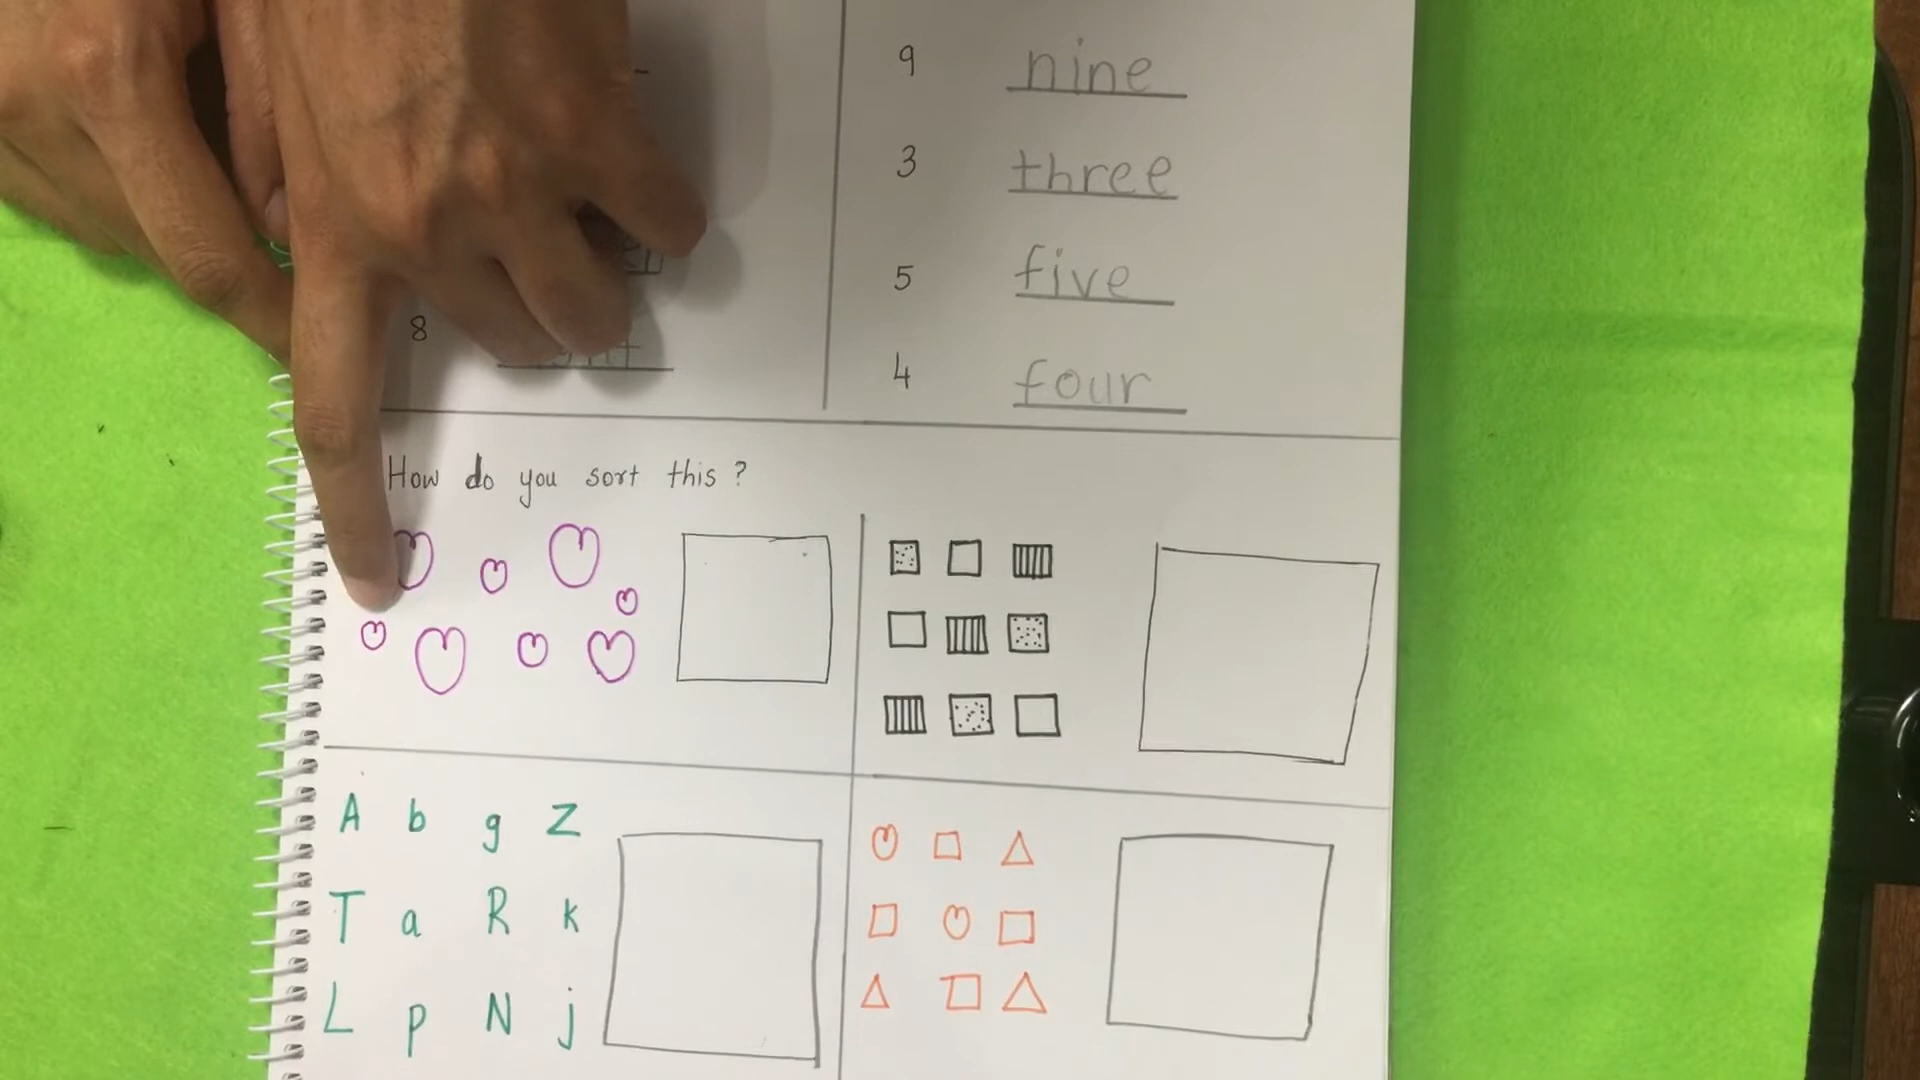 9 nine
3 three
5 five
8
4 four
How do you sort this ?
A b g Z
T a R k
L p N j